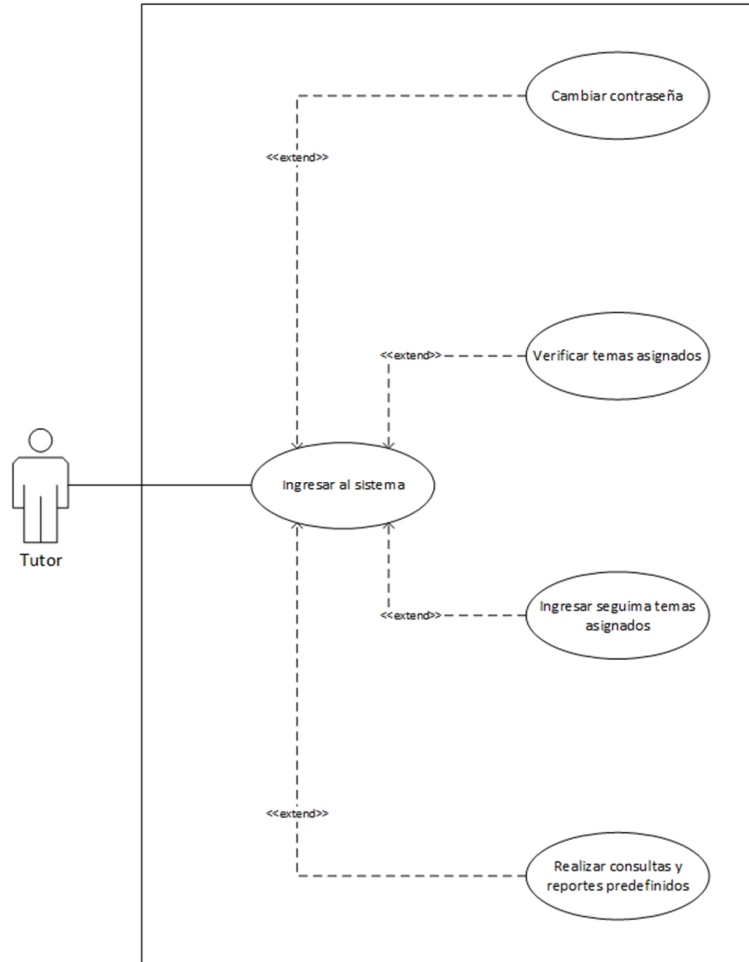 Cambiar contraseña
<<extend>>
<<extend>>
Verificar temas asignados
Ingresar al sistema
Tutor
<<extend>>
Ingresar seguima temas
asignados
<<extend>>
Realizar consultas y
reportes predefinidos